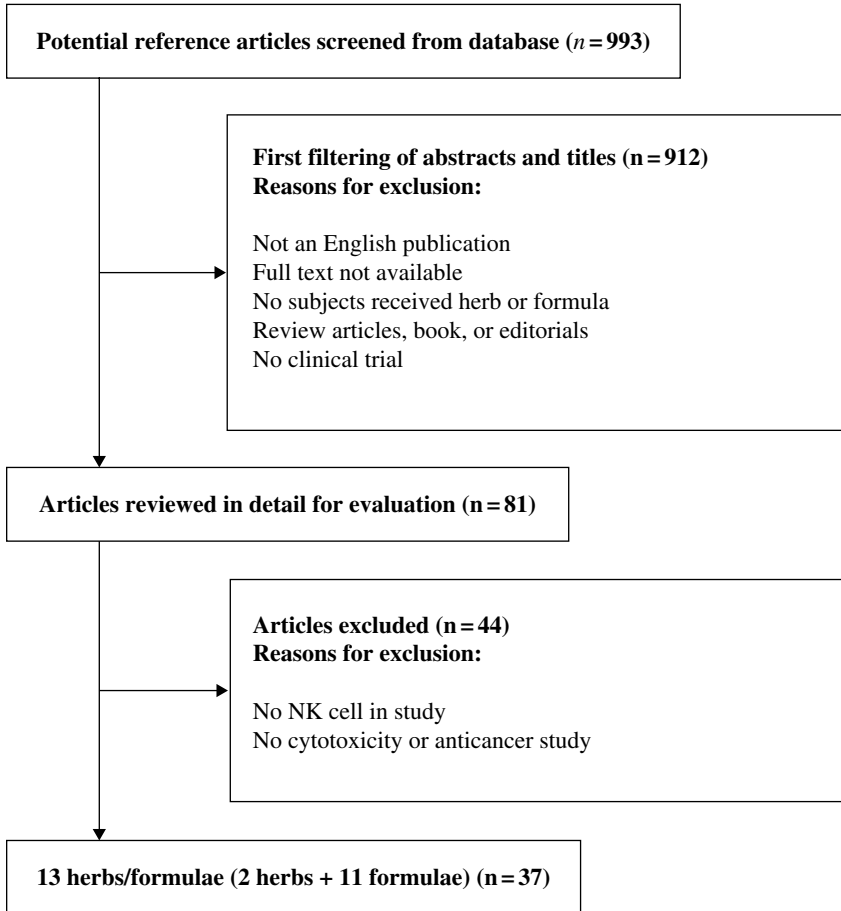 Potential reference articles screened from database (n = 993)
First filtering of abstracts and titles (n = 912)
Reasons for exclusion:
Not an English publication
Full text not available
No subjects received herb or formula
Review articles, book, or editorials
No clinical trial
Articles reviewed in detail for evaluation (n = 81)
Articles excluded (n = 44)
Reasons for exclusion:
No NK cell in study
No cytotoxicity or anticancer study
13 herbs/formulae (2 herbs + 11 formulae) (n = 37)